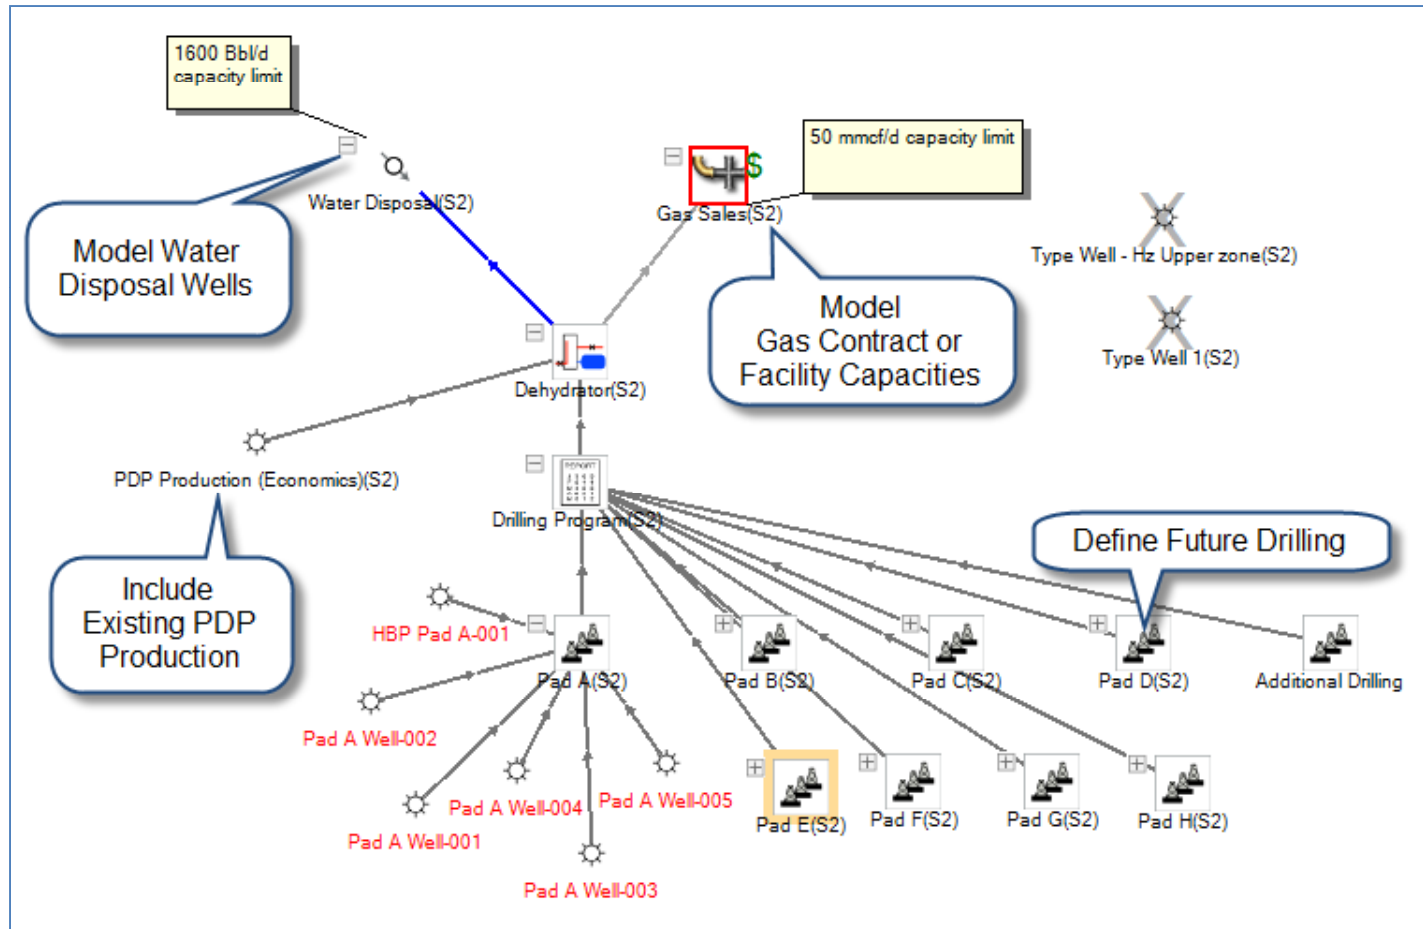 1600 Bbl/d
capacity limit
50 mmcf/d capacity limit
$
Water Disposal(S2)
Gas Sales(S2)
Model Water
Disposal Wells
Type Well - Hz Upper zone(S2)
Model
Gas Contract or
Facility Capacities
Type Well 1(S2)
Dehydrator(S2)
PDP Production (Economics)(S2)
REPORT
Drilling Program(S2)
Define Future Drilling
Include
Existing PDP
Production
HBP Pad A-001
Pad A(S2)
Pad B(S2)
Pad C(S2)
Pad D(S2)
Additional Drilling
Pad A Well-002
Pad A Well-004
Pad A Well-005
Pad A Well-001
Pad A Well-003
Pad E(S2)
Pad F(S2)
Pad G(S2)
Pad H(S2)